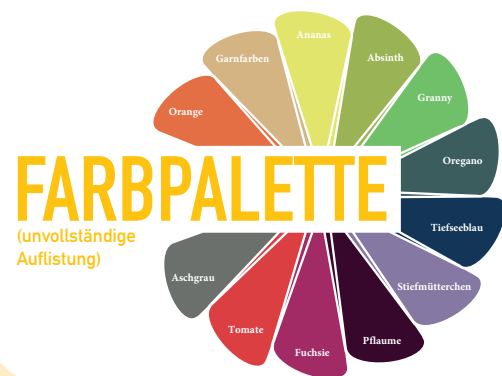 Ananas
Absinth
Garnfarben
Granny
Orange
Oregano
FARBPALETTE
(unvollständige
Auflistung)
Tiefseeblau
Aschgrau
Stiefmütterchen
Tomate
Pflaume
Fuchsie